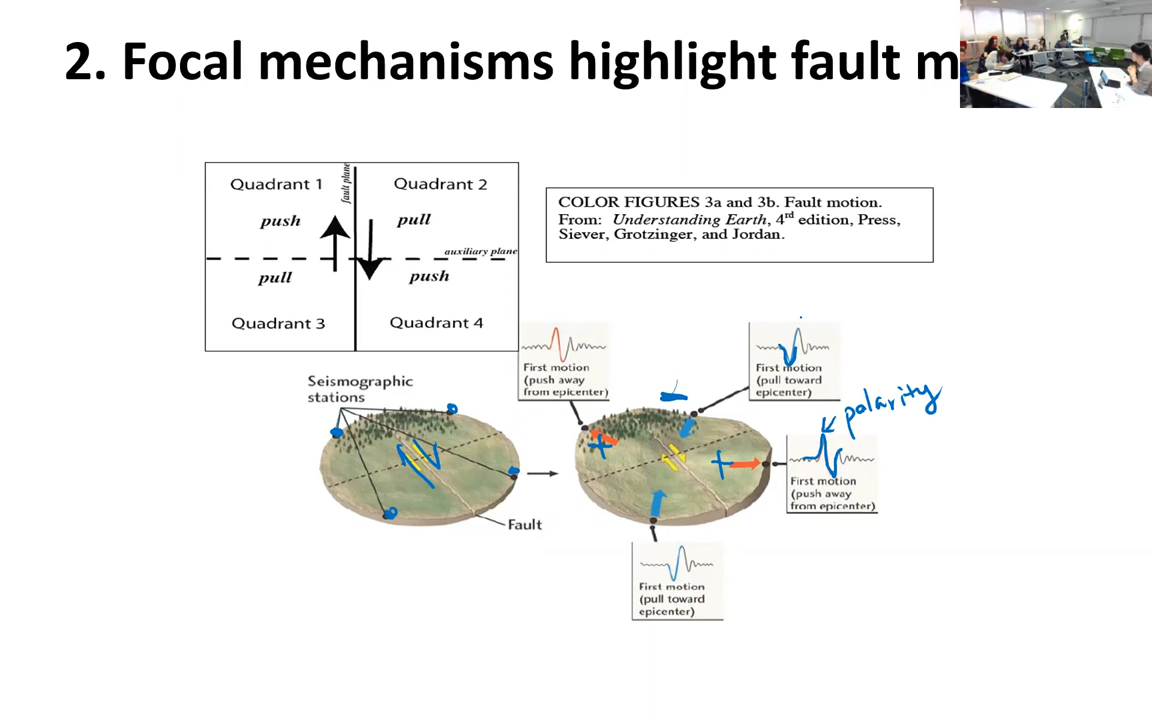 2. Focal mechanisms highlight fault m
Quadrant 1
fault plane
Quadrant 2
push
pull
auxiliary plane
pull
push
Quadrant 3
Quadrant 4
COLOR FIGURES 3a and 3b. Fault motion.
From: Understanding Earth, 4rd edition, Press,
Siever, Grotzinger, and Jordan.
First motion
(push away
from epicenter)
First motion
(pull toward
epicenter)
Seismographic
stations
polarity
+
+
First motion
(push away
from epicenter)
Fault
First motion
(pull toward
epicenter)